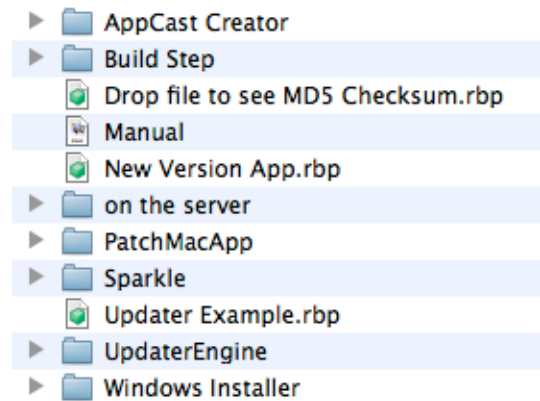 AppCast Creator
Build Step
Drop file to see MD5 Checksum.rbp
Manual
New Version App.rbp
on the server
PatchMacApp
Sparkle
Updater Example.rbp
UpdaterEngine
Windows Installer